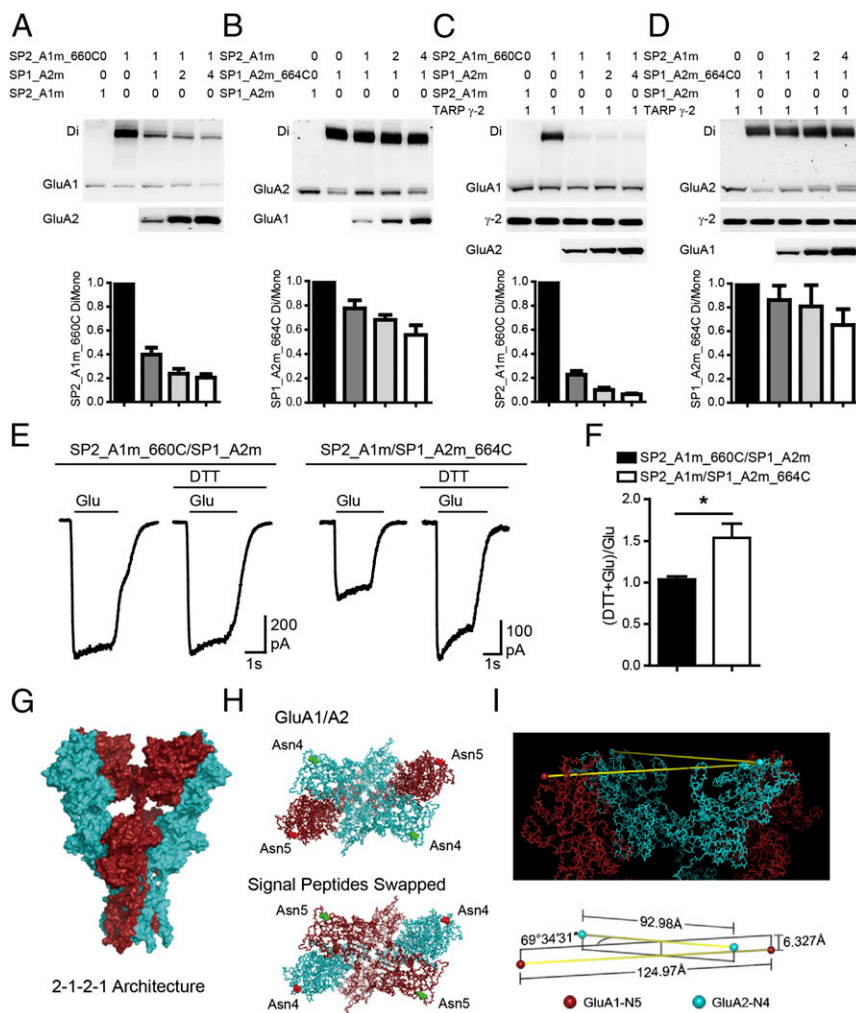 A
SP2_A1m_660C 0 1 1 1 1
SP1_A2m 0 0 1 2 4
SP2_A1m 1 0 0 0 0
Di
GluA1
GluA2
SP2_A1m_660C Di/Mono
1.0
0.8
0.6
0.4
0.2
0.0
B
SP2_A1m 0 0 1 2 4
SP1_A2m_664C 0 1 1 1 1
SP1_A2m 1 0 0 0 0
Di
GluA2
GluA1
SP1_A2m_664C Di/Mono
1.0
0.8
0.6
0.4
0.2
0.0
C
SP2_A1m_660C 0 1 1 1 1
SP1_A2m 0 0 1 2 4
SP2_A1m 1 0 0 0 0
TARP γ-2 1 1 1 1 1
Di
GluA1
γ-2
GluA2
SP2_A1m_660C Di/Mono
1.0
0.8
0.6
0.4
0.2
0.0
D
SP2_A1m 0 0 1 2 4
SP1_A2m_664C 0 1 1 1 1
SP1_A2m 1 0 0 0 0
TARP γ-2 1 1 1 1 1
Di
GluA2
γ-2
GluA1
SP1_A2m_664C Di/Mono
1.0
0.8
0.6
0.4
0.2
0.0
E
SP2_A1m_660C/SP1_A2m
DTT
Glu Glu
200
pA
1s
SP2_A1m/SP1_A2m_664C
DTT
Glu Glu
100
pA
1s
F
SP2_A1m_660C/SP1_A2m
SP2_A1m/SP1_A2m_664C
*
(DTT+Glu)/Glu
2.0
1.5
1.0
0.5
0.0
G
2-1-2-1 Architecture
H
GluA1/A2
Asn4
Asn5
Asn5
Asn4
Signal Peptides Swapped
Asn5
Asn4
Asn4
Asn5
I
92.98Å
69°34'31"
6.327Å
124.97Å
GluA1-N5
GluA2-N4